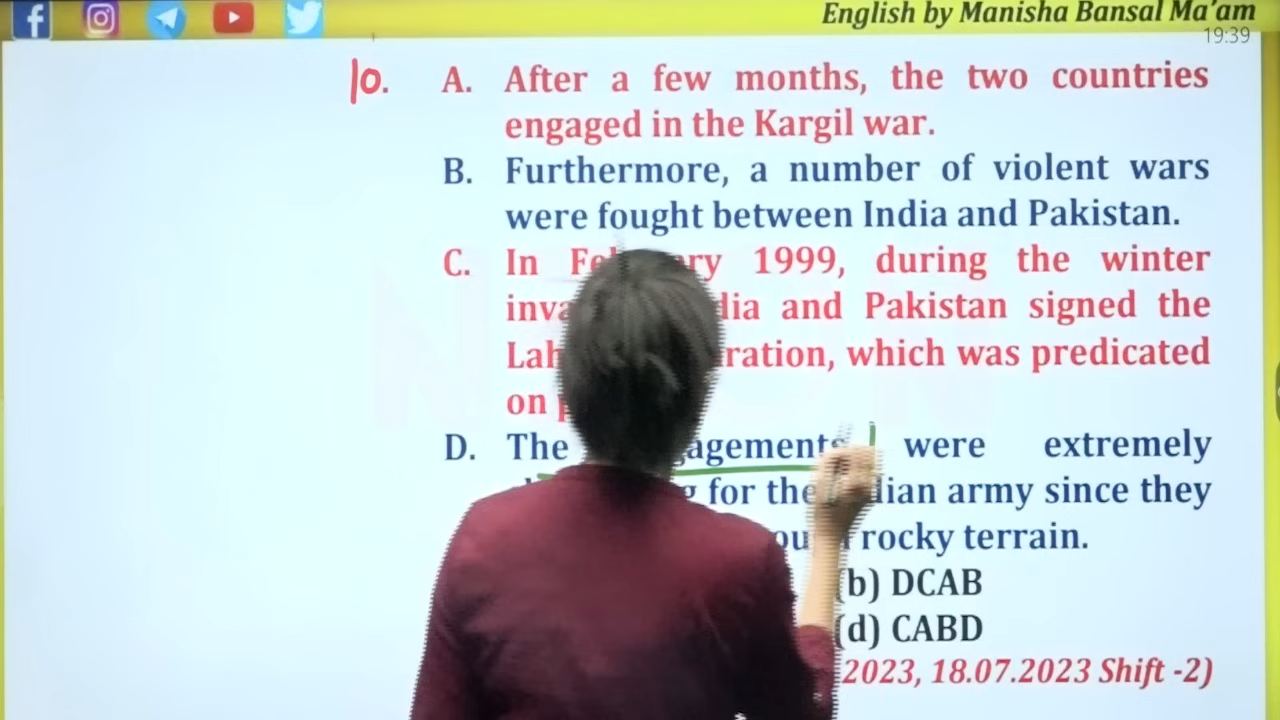 English by Manisha Bansal Ma'am
19:39
10. A. After a few months, the two countries
engaged in the Kargil war.
B. Furthermore, a number of violent wars
were fought between India and Pakistan.
C. In 1999, during the winter
and Pakistan signed the
which was predicated
on
D. The were extremely
for the army since they
rocky terrain.
(b) DCAB
(d) CABD
2023, 18.07.2023 Shift -2)